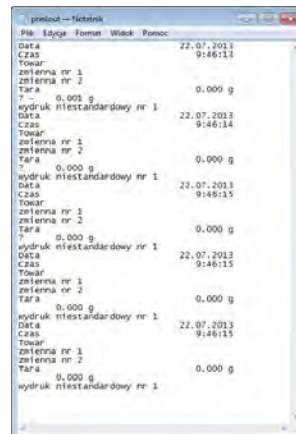 printout — Notatnik
Plik Edycja Format Widok Pomoc
Data 22.07.2013
Czas 9:46:13
Towar
zmienna nr 1
zmienna nr 2
Tara 0.000 g
? - 0.001 g
wydruk niestandardowy nr 1
Data 22.07.2013
Czas 9:46:14
Towar
zmienna nr 1
zmienna nr 2
Tara 0.000 g
? 0.000 g
wydruk niestandardowy nr 1
Data 22.07.2013
Czas 9:46:15
Towar
zmienna nr 1
zmienna nr 2
Tara 0.000 g
? 0.000 g
wydruk niestandardowy nr 1
Data 22.07.2013
Czas 9:46:15
Towar
zmienna nr 1
zmienna nr 2
Tara 0.000 g
0.000 g
wydruk niestandardowy nr 1
Data 22.07.2013
Czas 9:46:15
Towar
zmienna nr 1
zmienna nr 2
Tara 0.000 g
0.000 g
wydruk niestandardowy nr 1